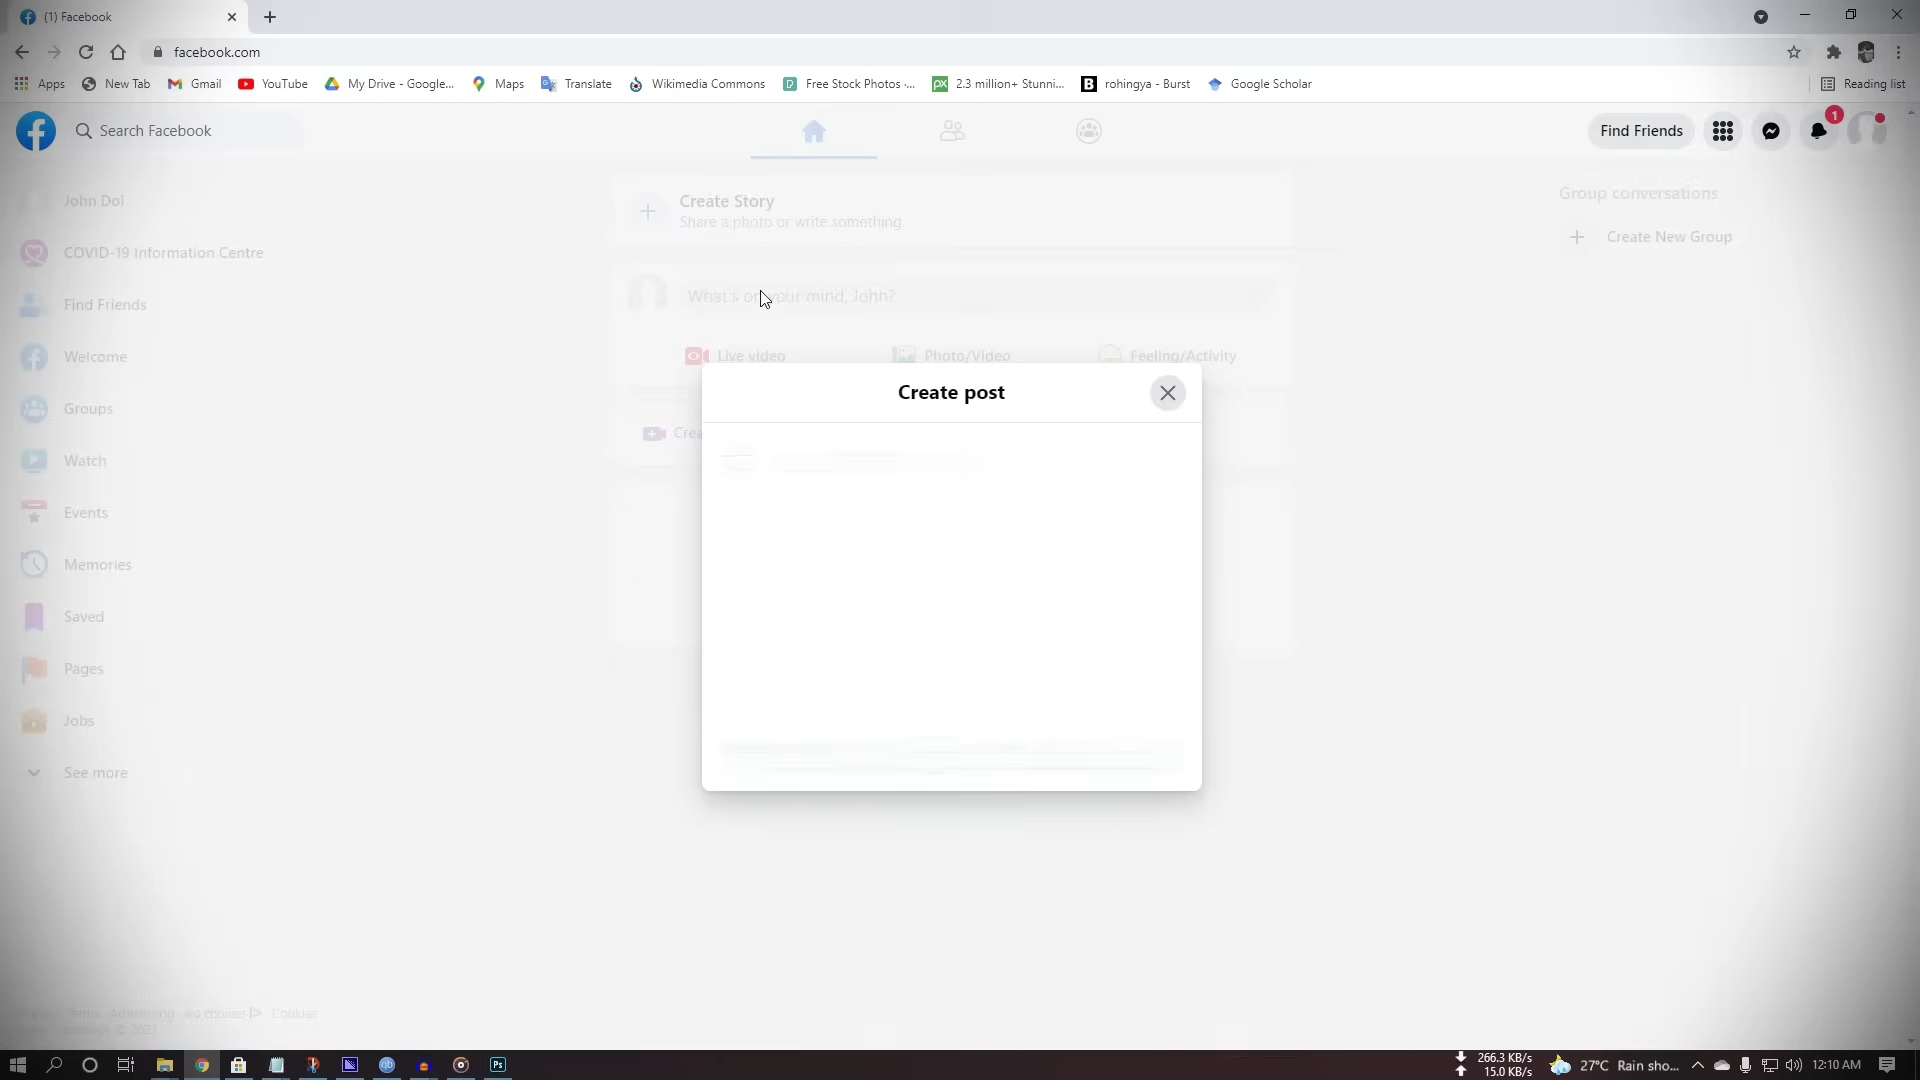 (1) Facebook
facebook.com
Apps New Tab Gmail YouTube My Drive - Google... Maps Translate Wikimedia Commons Free Stock Photos ·... 2.3 million+ Stunni... rohingya - Burst Google Scholar Reading list
Search Facebook
Find Friends
1
John Dol
COVID-19 Information Centre
Find Friends
Welcome
Groups
Watch
Events
Memories
Saved
Pages
Jobs
See more
Create Story
Share a photo or write something
What's on your mind, John?
Live video Photo/Video Feeling/Activity
Create post
Group conversations
Create New Group
Cookies
© 2021
Ps
266.3 KB/s
15.0 KB/s
27°C Rain sho...
12:10 AM